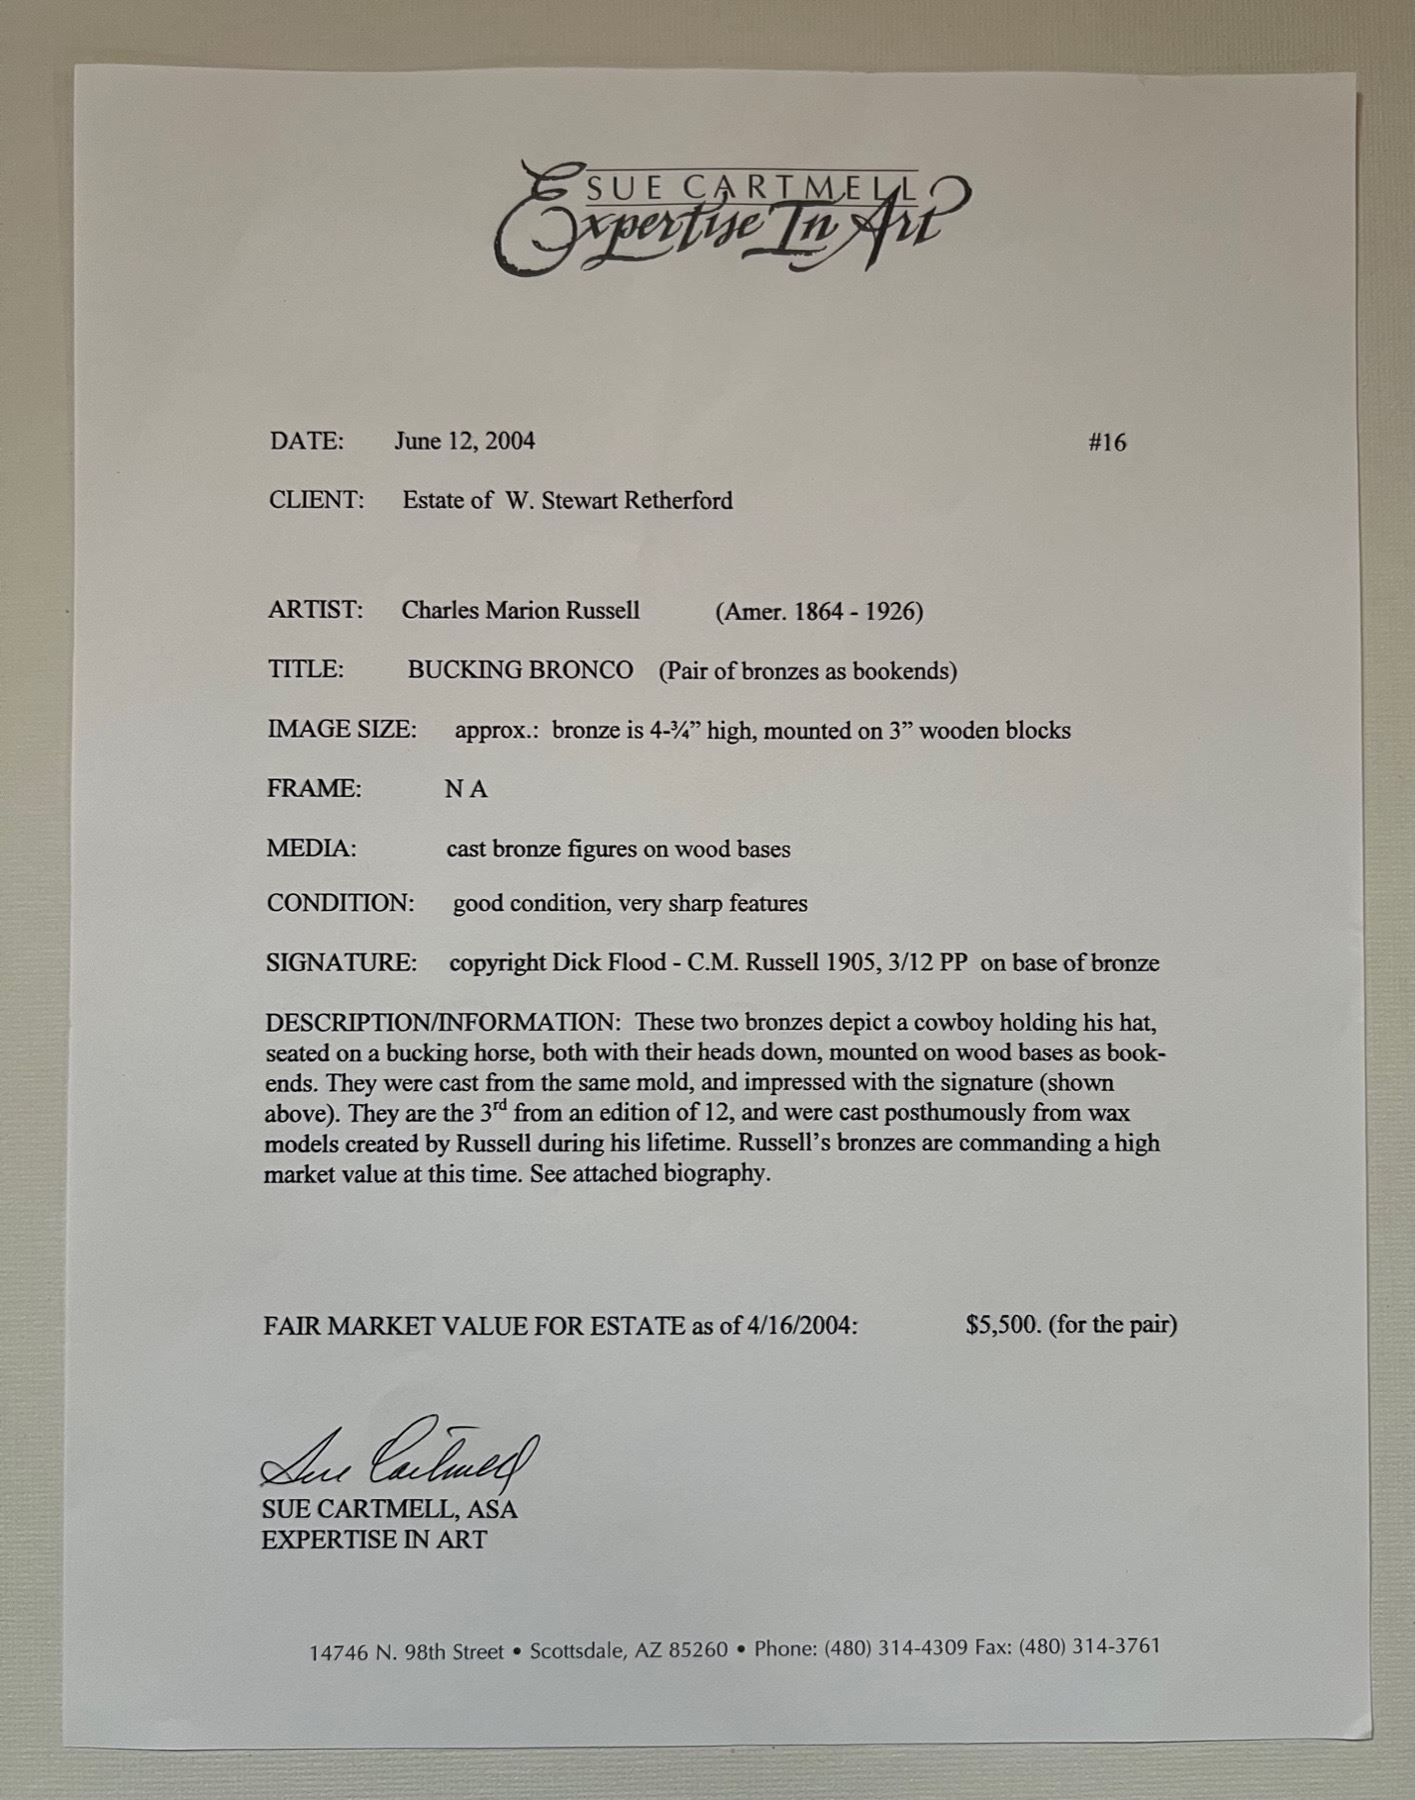 SUE CARTMELL
Expertise In Art
DATE: June 12, 2004 #16
CLIENT: Estate of W. Stewart Retherford
ARTIST: Charles Marion Russell (Amer. 1864 - 1926)
TITLE: BUCKING BRONCO (Pair of bronzes as bookends)
IMAGE SIZE: approx.: bronze is 4-¾” high, mounted on 3” wooden blocks
FRAME: N A
MEDIA: cast bronze figures on wood bases
CONDITION: good condition, very sharp features
SIGNATURE: copyright Dick Flood - C.M. Russell 1905, 3/12 PP on base of bronze
DESCRIPTION/INFORMATION: These two bronzes depict a cowboy holding his hat,
seated on a bucking horse, both with their heads down, mounted on wood bases as book-
ends. They were cast from the same mold, and impressed with the signature (shown
above). They are the 3rd from an edition of 12, and were cast posthumously from wax
models created by Russell during his lifetime. Russell’s bronzes are commanding a high
market value at this time. See attached biography.
FAIR MARKET VALUE FOR ESTATE as of 4/16/2004: $5,500. (for the pair)
Sue Cartmell
SUE CARTMELL, ASA
EXPERTISE IN ART
14746 N. 98th Street • Scottsdale, AZ 85260 • Phone: (480) 314-4309 Fax: (480) 314-3761